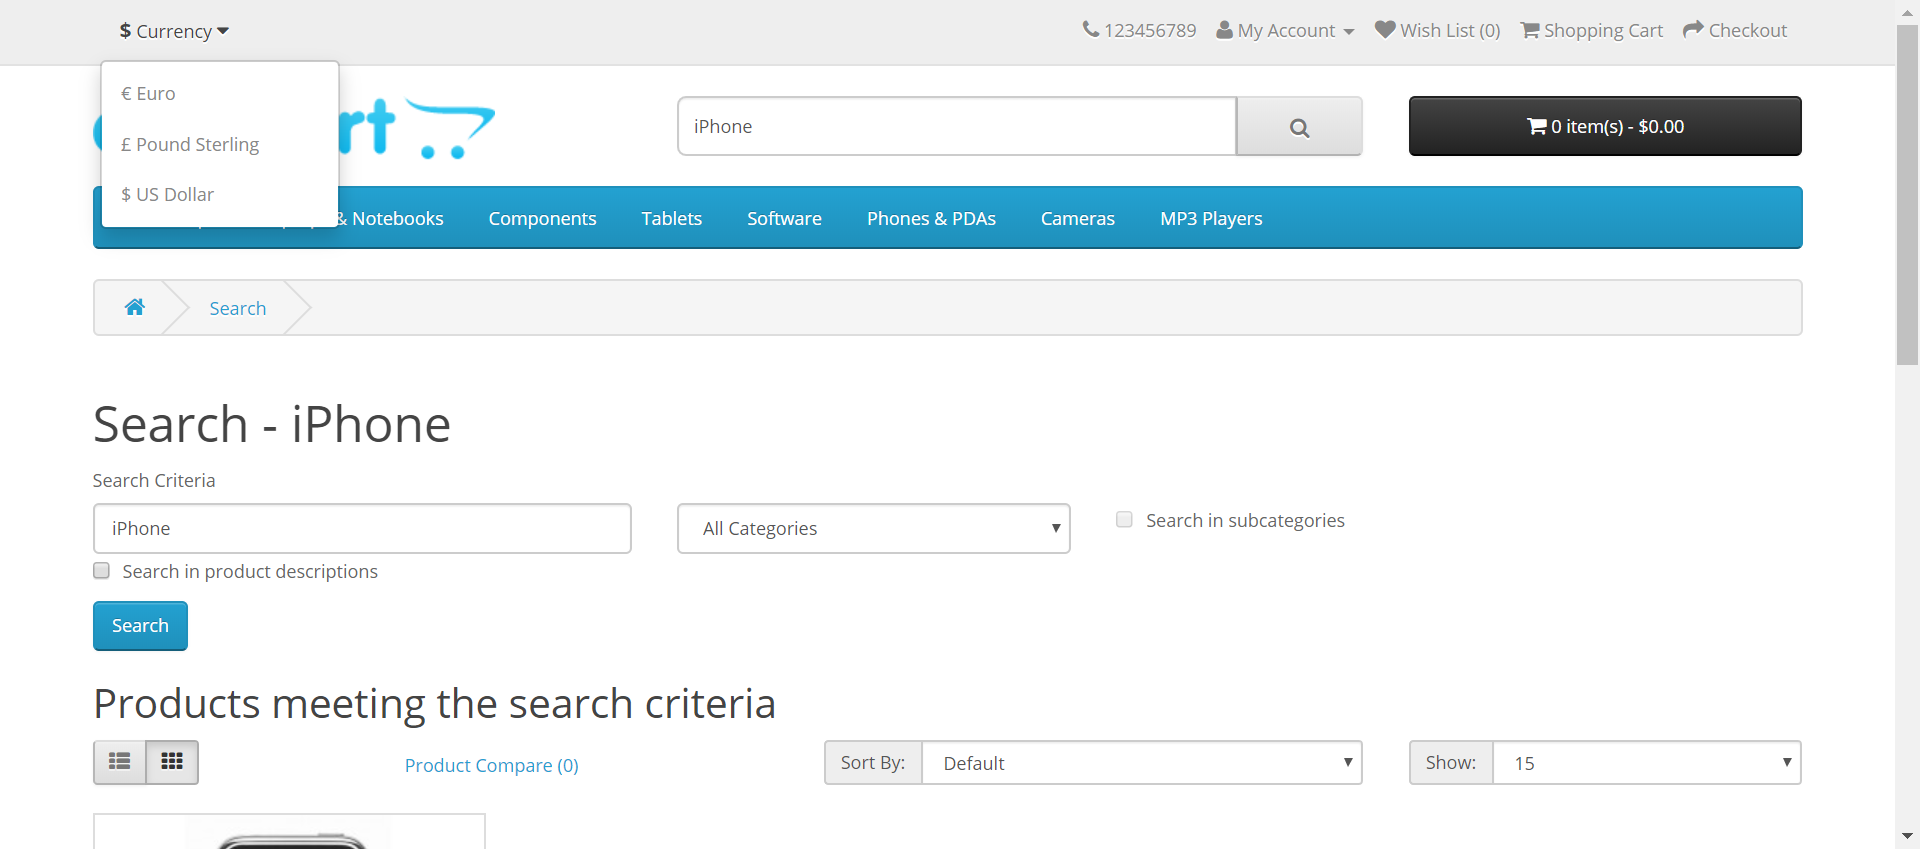 $ Currency
123456789 My Account Wish List (0) Shopping Cart Checkout
€ Euro
£ Pound Sterling
$ US Dollar
rt
iPhone
0 item(s) - $0.00
& Notebooks Components Tablets Software Phones & PDAs Cameras MP3 Players
Search
Search - iPhone
Search Criteria
iPhone
All Categories
Search in subcategories
Search in product descriptions
Search
Products meeting the search criteria
Product Compare (0)
Sort By: Default
Show: 15